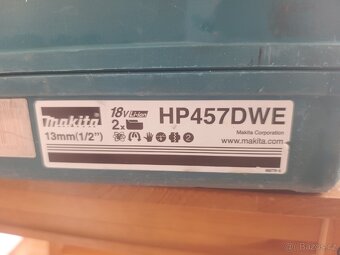 makita
18V Li-ion
2x
HP457DWE
13mm(1/2")
Makita Corporation
www.makita.com